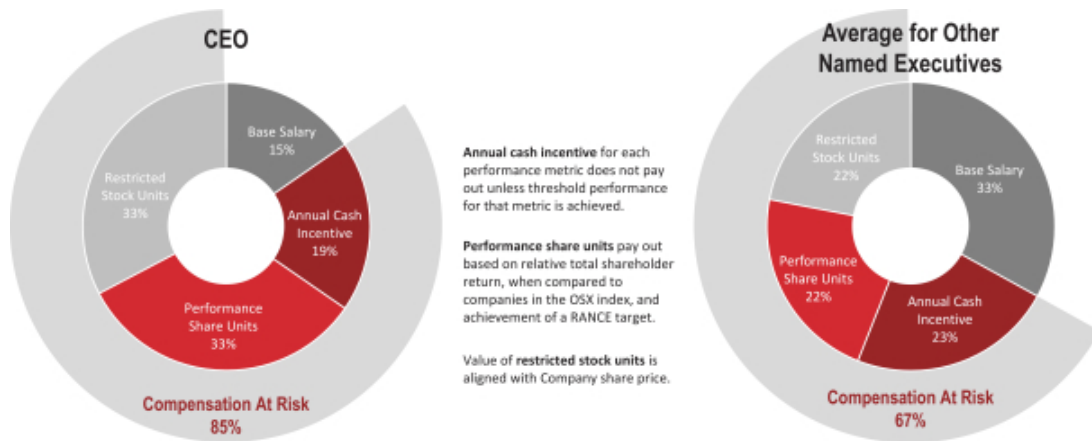 CEO
Base Salary
15%
Annual Cash
Incentive
19%
Performance
Share Units
33%
Restricted
Stock Units
33%
Compensation At Risk
85%
Annual cash incentive for each
performance metric does not pay
out unless threshold performance
for that metric is achieved.
Performance share units pay out
based on relative total shareholder
return, when compared to
companies in the OSX index, and
achievement of a RANCE target.
Value of restricted stock units is
aligned with Company share price.
Average for Other
Named Executives
Restricted
Stock Units
22%
Base Salary
33%
Performance
Share Units
22%
Annual Cash
Incentive
23%
Compensation At Risk
67%